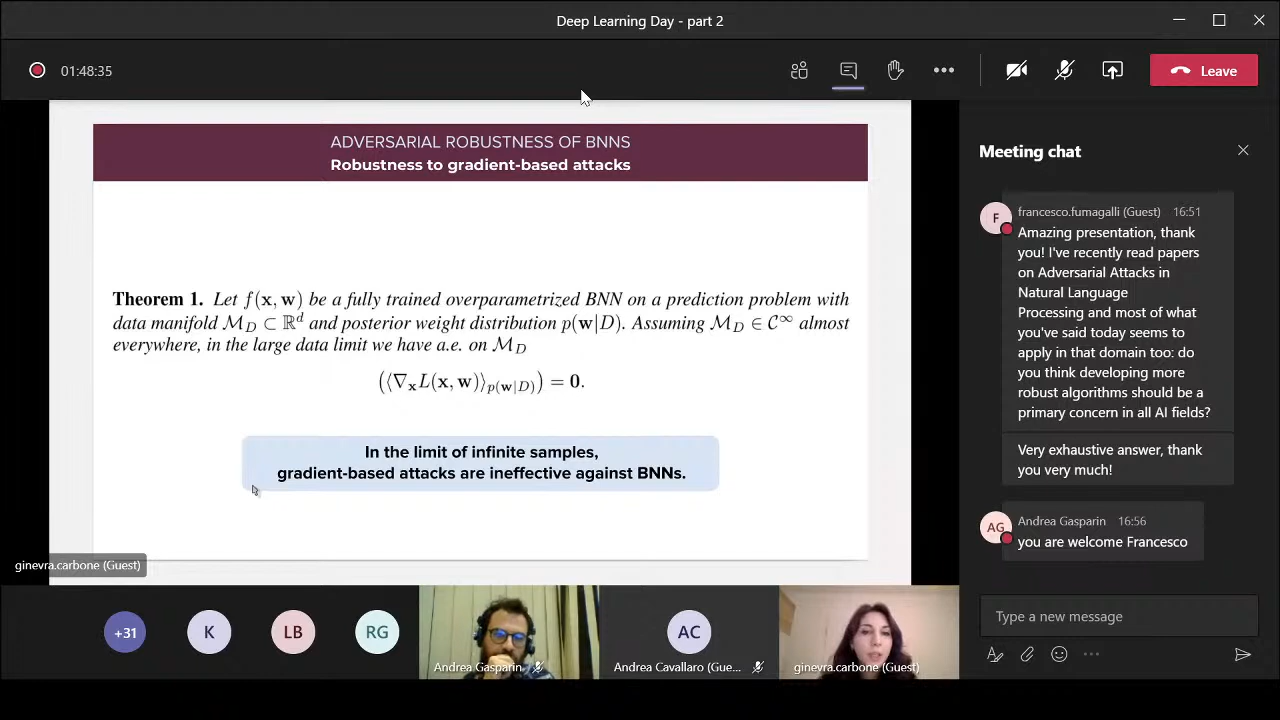 Deep Learning Day - part 2
01:48:35
Leave
ADVERSARIAL ROBUSTNESS OF BNNS
Robustness to gradient-based attacks
Theorem 1. Let f(x, w) be a fully trained overparametrized BNN on a prediction problem with
data manifold ℳ_D ⊂ ℝ^d and posterior weight distribution p(w|D). Assuming ℳ_D ∈ 𝒞^∞ almost
everywhere, in the large data limit we have a.e. on ℳ_D
(⟨∇_x L(x, w)⟩_p(w|D)) = 0.
In the limit of infinite samples,
gradient-based attacks are ineffective against BNNs.
ginevra.carbone (Guest)
+31
K
LB
RG
Andrea Gasparin
AC
Andrea Cavallaro (Gue...
ginevra.carbone (Guest)
Meeting chat
F
francesco.fumagalli (Guest) 16:51
Amazing presentation, thank
you! I've recently read papers
on Adversarial Attacks in
Natural Language
Processing and most of what
you've said today seems to
apply in that domain too: do
you think developing more
robust algorithms should be a
primary concern in all AI fields?
Very exhaustive answer, thank
you very much!
AG
Andrea Gasparin 16:56
you are welcome Francesco
Type a new message